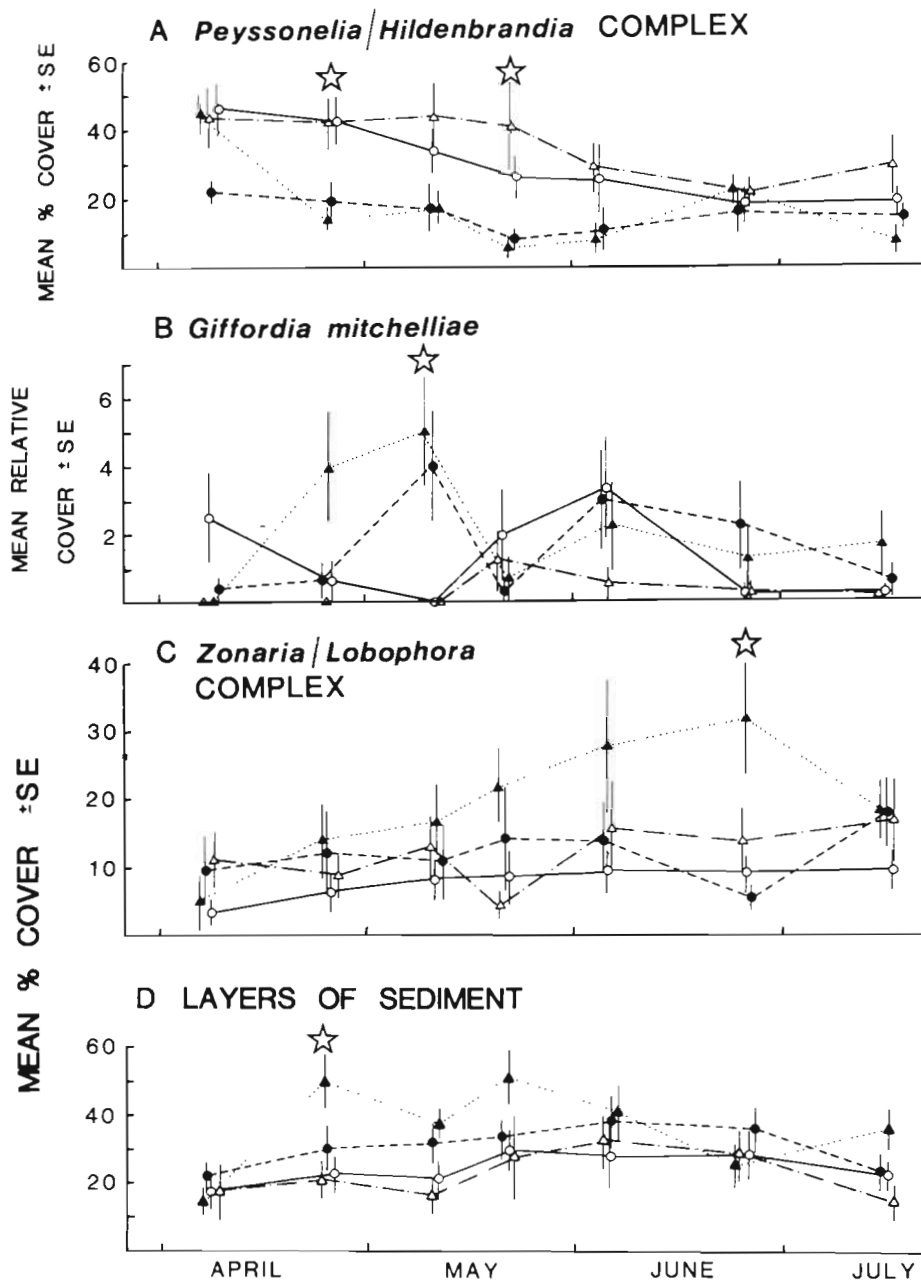 A Peyssonelia/Hildenbrandia COMPLEX
MEAN % COVER ±SE
60
40
20
B Giffordia mitchelliae
MEAN RELATIVE
COVER ±SE
6
4
2
C Zonaria/Lobophora
COMPLEX
MEAN % COVER ±SE
40
30
20
10
D LAYERS OF SEDIMENT
60
40
20
APRIL MAY JUNE JULY